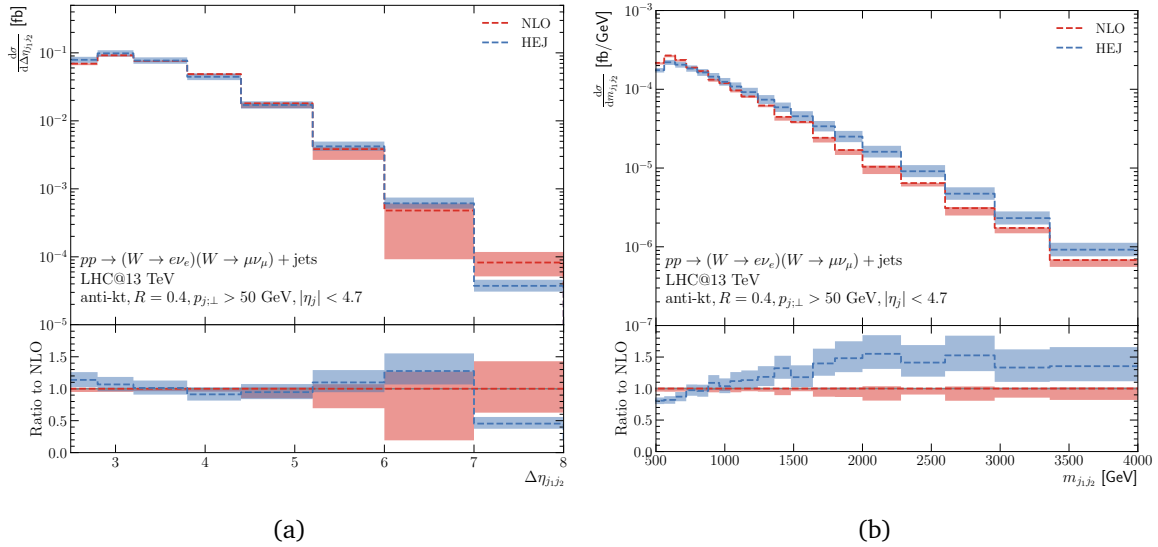 dσ/dΔη_{j₁j₂} [fb]
10⁰
10⁻¹
10⁻²
10⁻³
10⁻⁴
10⁻⁵
NLO
HEJ
pp → (W → eν_e)(W → μν_μ) + jets
LHC@13 TeV
anti-kt, R = 0.4, p_{j;⊥} > 50 GeV, |η_j| < 4.7
Ratio to NLO
1.5
1.0
0.5
0.0
3 4 5 6 7 8
Δη_{j₁j₂}
(a)
dσ/dm_{j₁j₂} [fb/GeV]
10⁻³
10⁻⁴
10⁻⁵
10⁻⁶
10⁻⁷
NLO
HEJ
pp → (W → eν_e)(W → μν_μ) + jets
LHC@13 TeV
anti-kt, R = 0.4, p_{j;⊥} > 50 GeV, |η_j| < 4.7
Ratio to NLO
1.5
1.0
0.5
0.0
500 1000 1500 2000 2500 3000 3500 4000
m_{j₁j₂} [GeV]
(b)